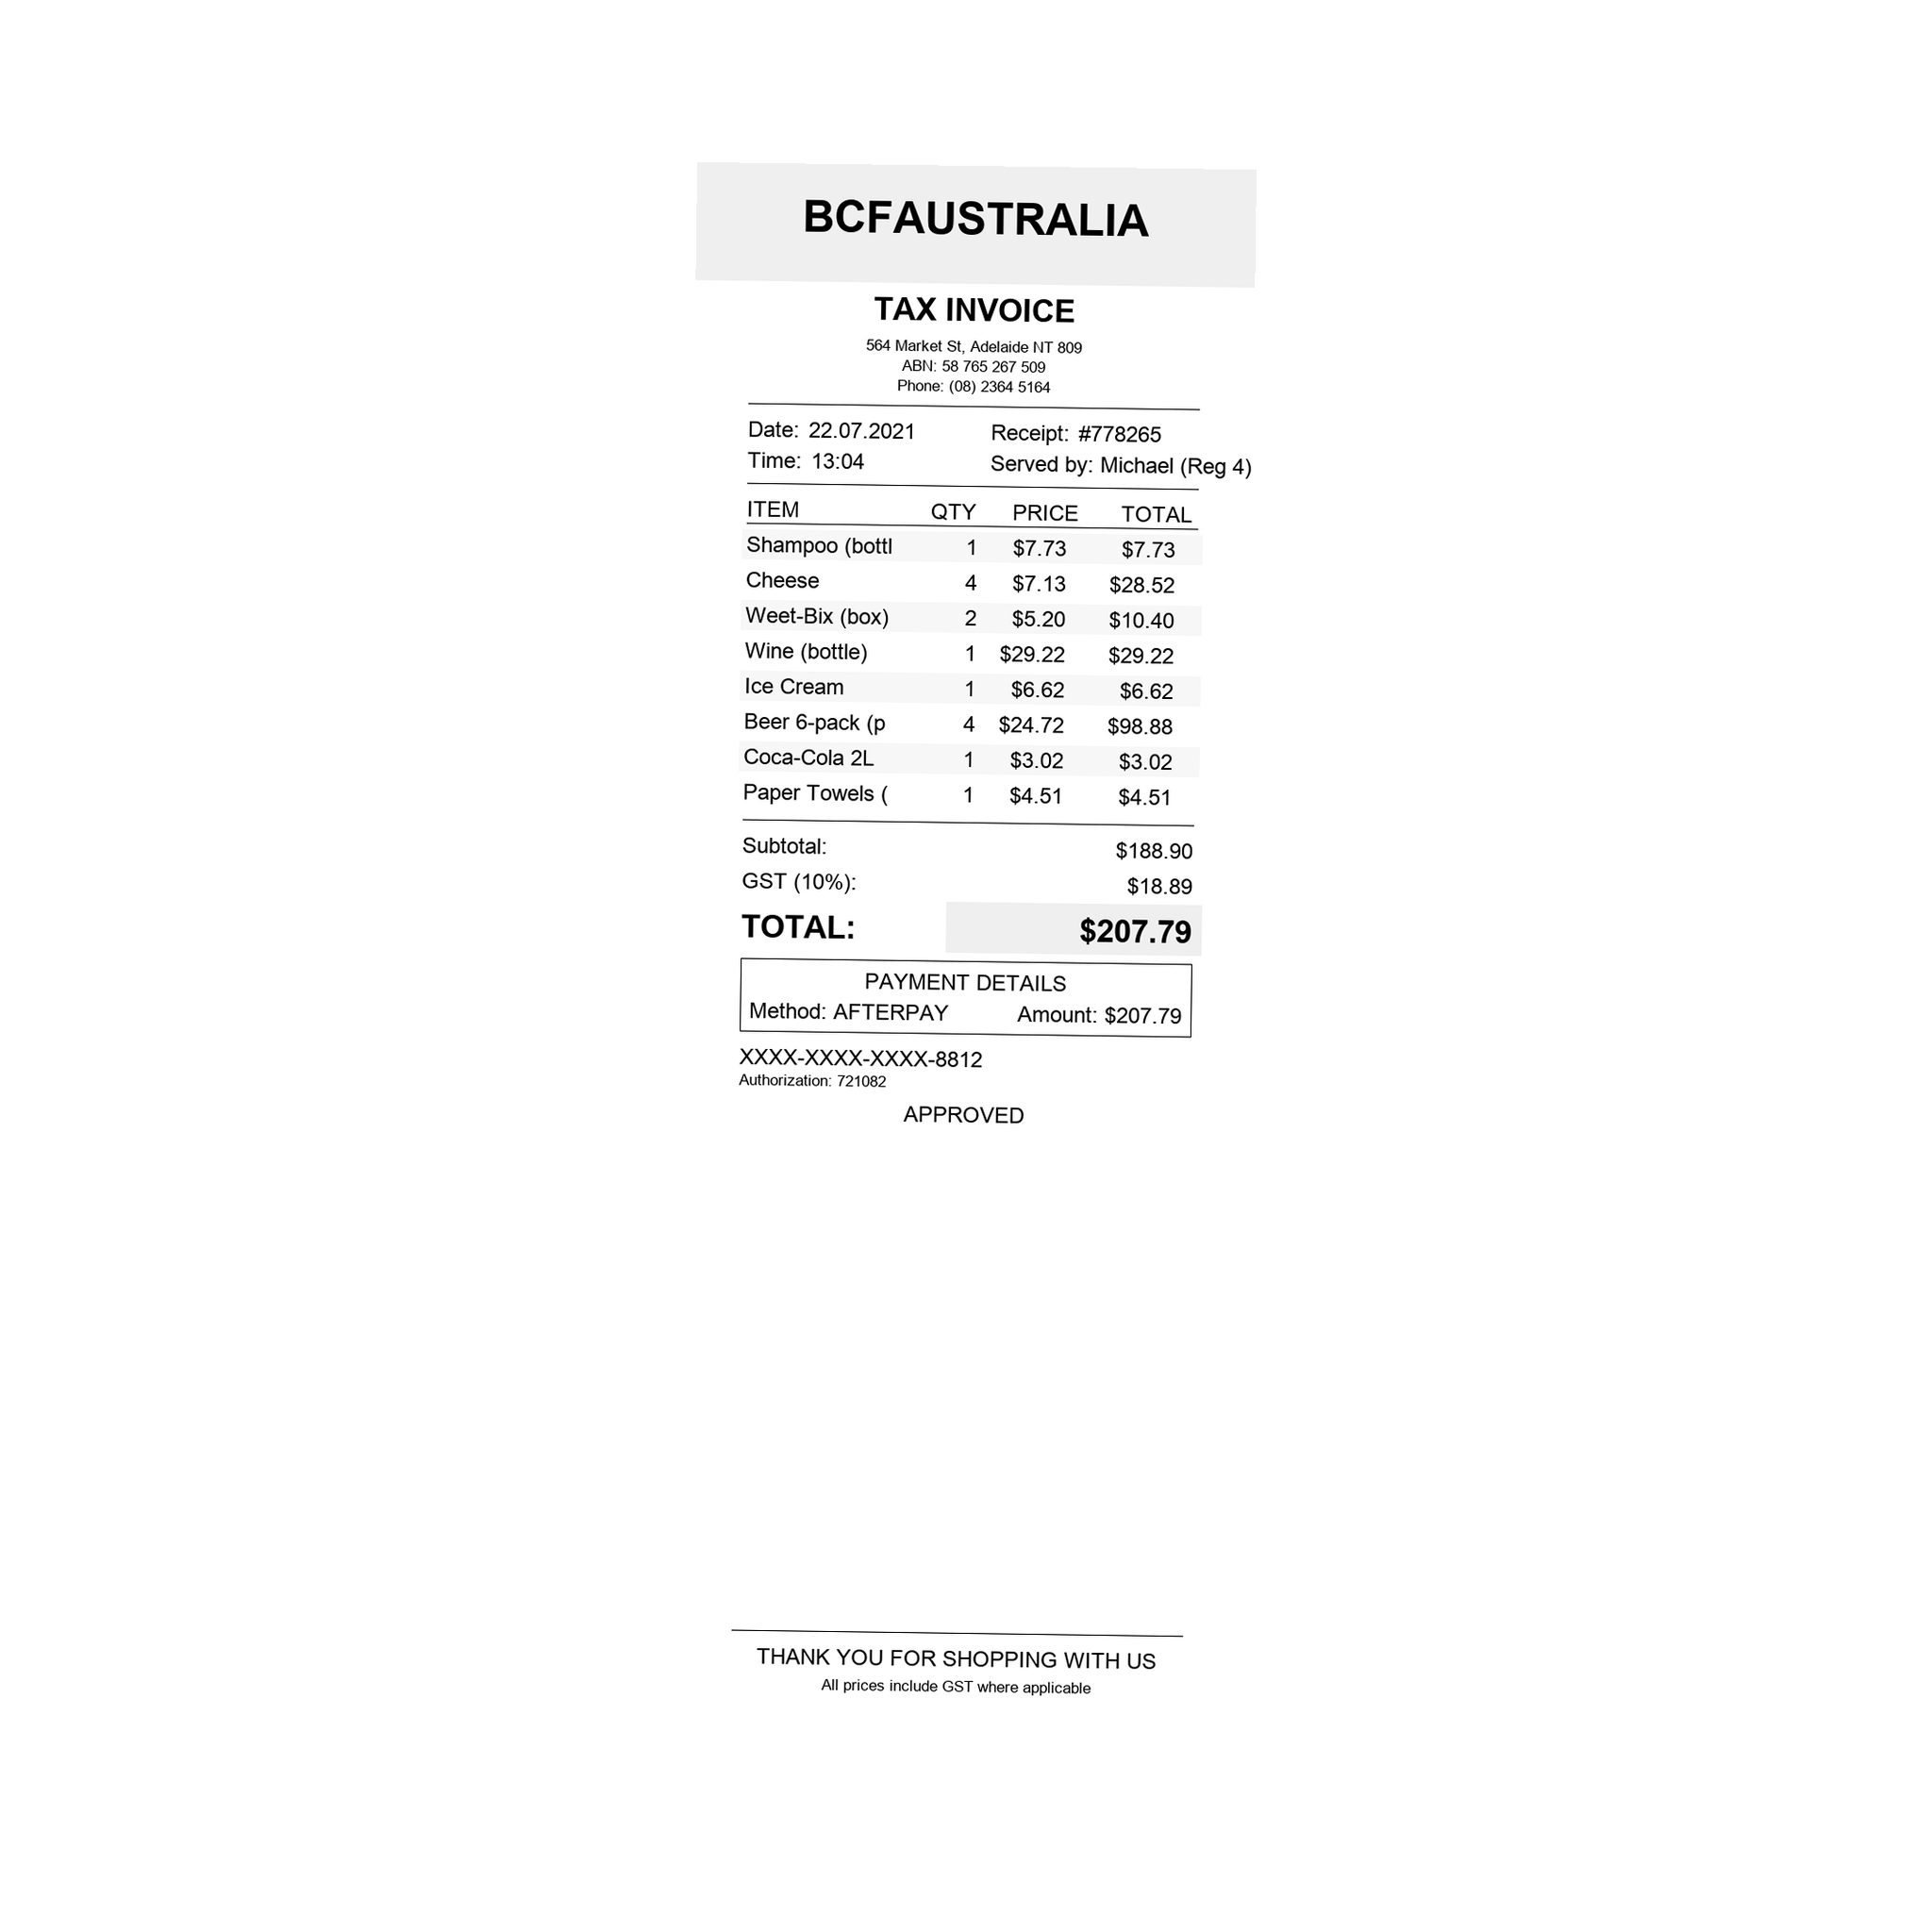 BCFAUSTRALIA
TAX INVOICE
564 Market St, Adelaide NT 809
ABN: 58 765 267 509
Phone: (08) 2364 5164
Date: 22.07.2021 Receipt: #778265
Time: 13:04 Served by: Michael (Reg 4)
ITEM QTY PRICE TOTAL
Shampoo (bottl 1 $7.73 $7.73
Cheese 4 $7.13 $28.52
Weet-Bix (box) 2 $5.20 $10.40
Wine (bottle) 1 $29.22 $29.22
Ice Cream 1 $6.62 $6.62
Beer 6-pack (p 4 $24.72 $98.88
Coca-Cola 2L 1 $3.02 $3.02
Paper Towels ( 1 $4.51 $4.51
Subtotal: $188.90
GST (10%): $18.89
TOTAL: $207.79
PAYMENT DETAILS
Method: AFTERPAY Amount: $207.79
XXXX-XXXX-XXXX-8812
Authorization: 721082
APPROVED
THANK YOU FOR SHOPPING WITH US
All prices include GST where applicable